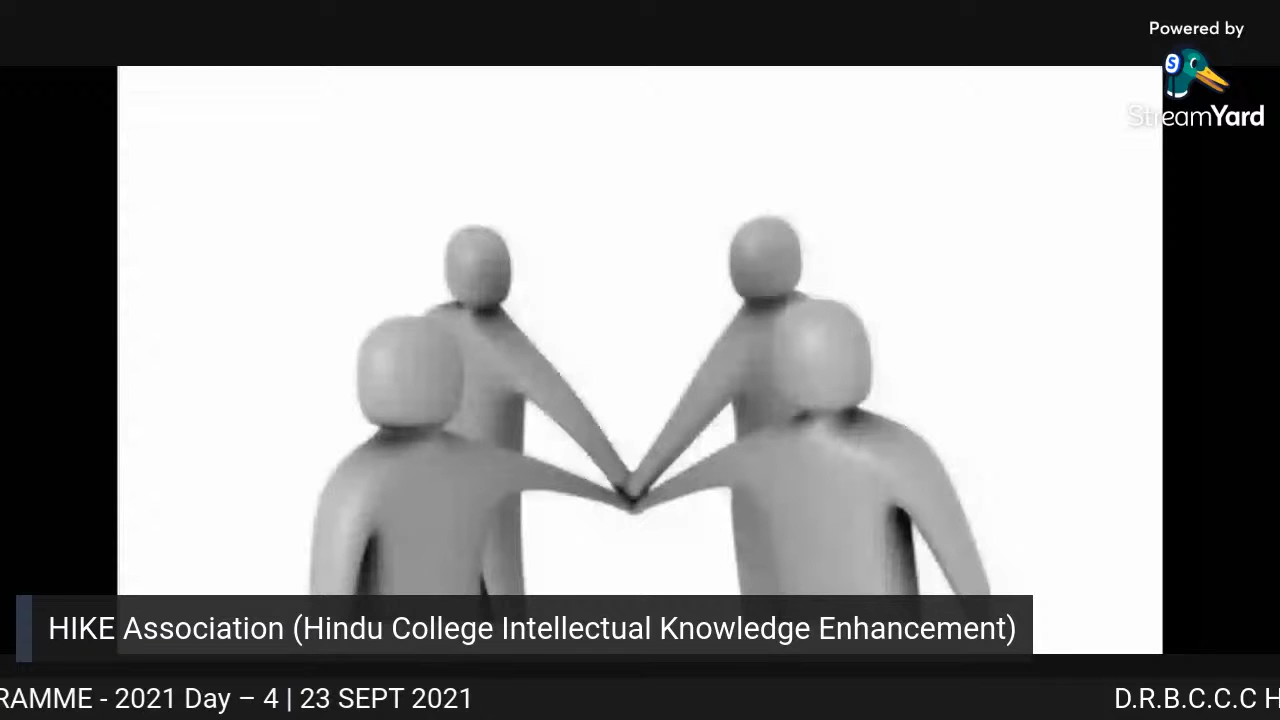 Powered by
S
StreamYard
HIKE Association (Hindu College Intellectual Knowledge Enhancement)
RAMME - 2021 Day – 4 | 23 SEPT 2021
D.R.B.C.C.C H